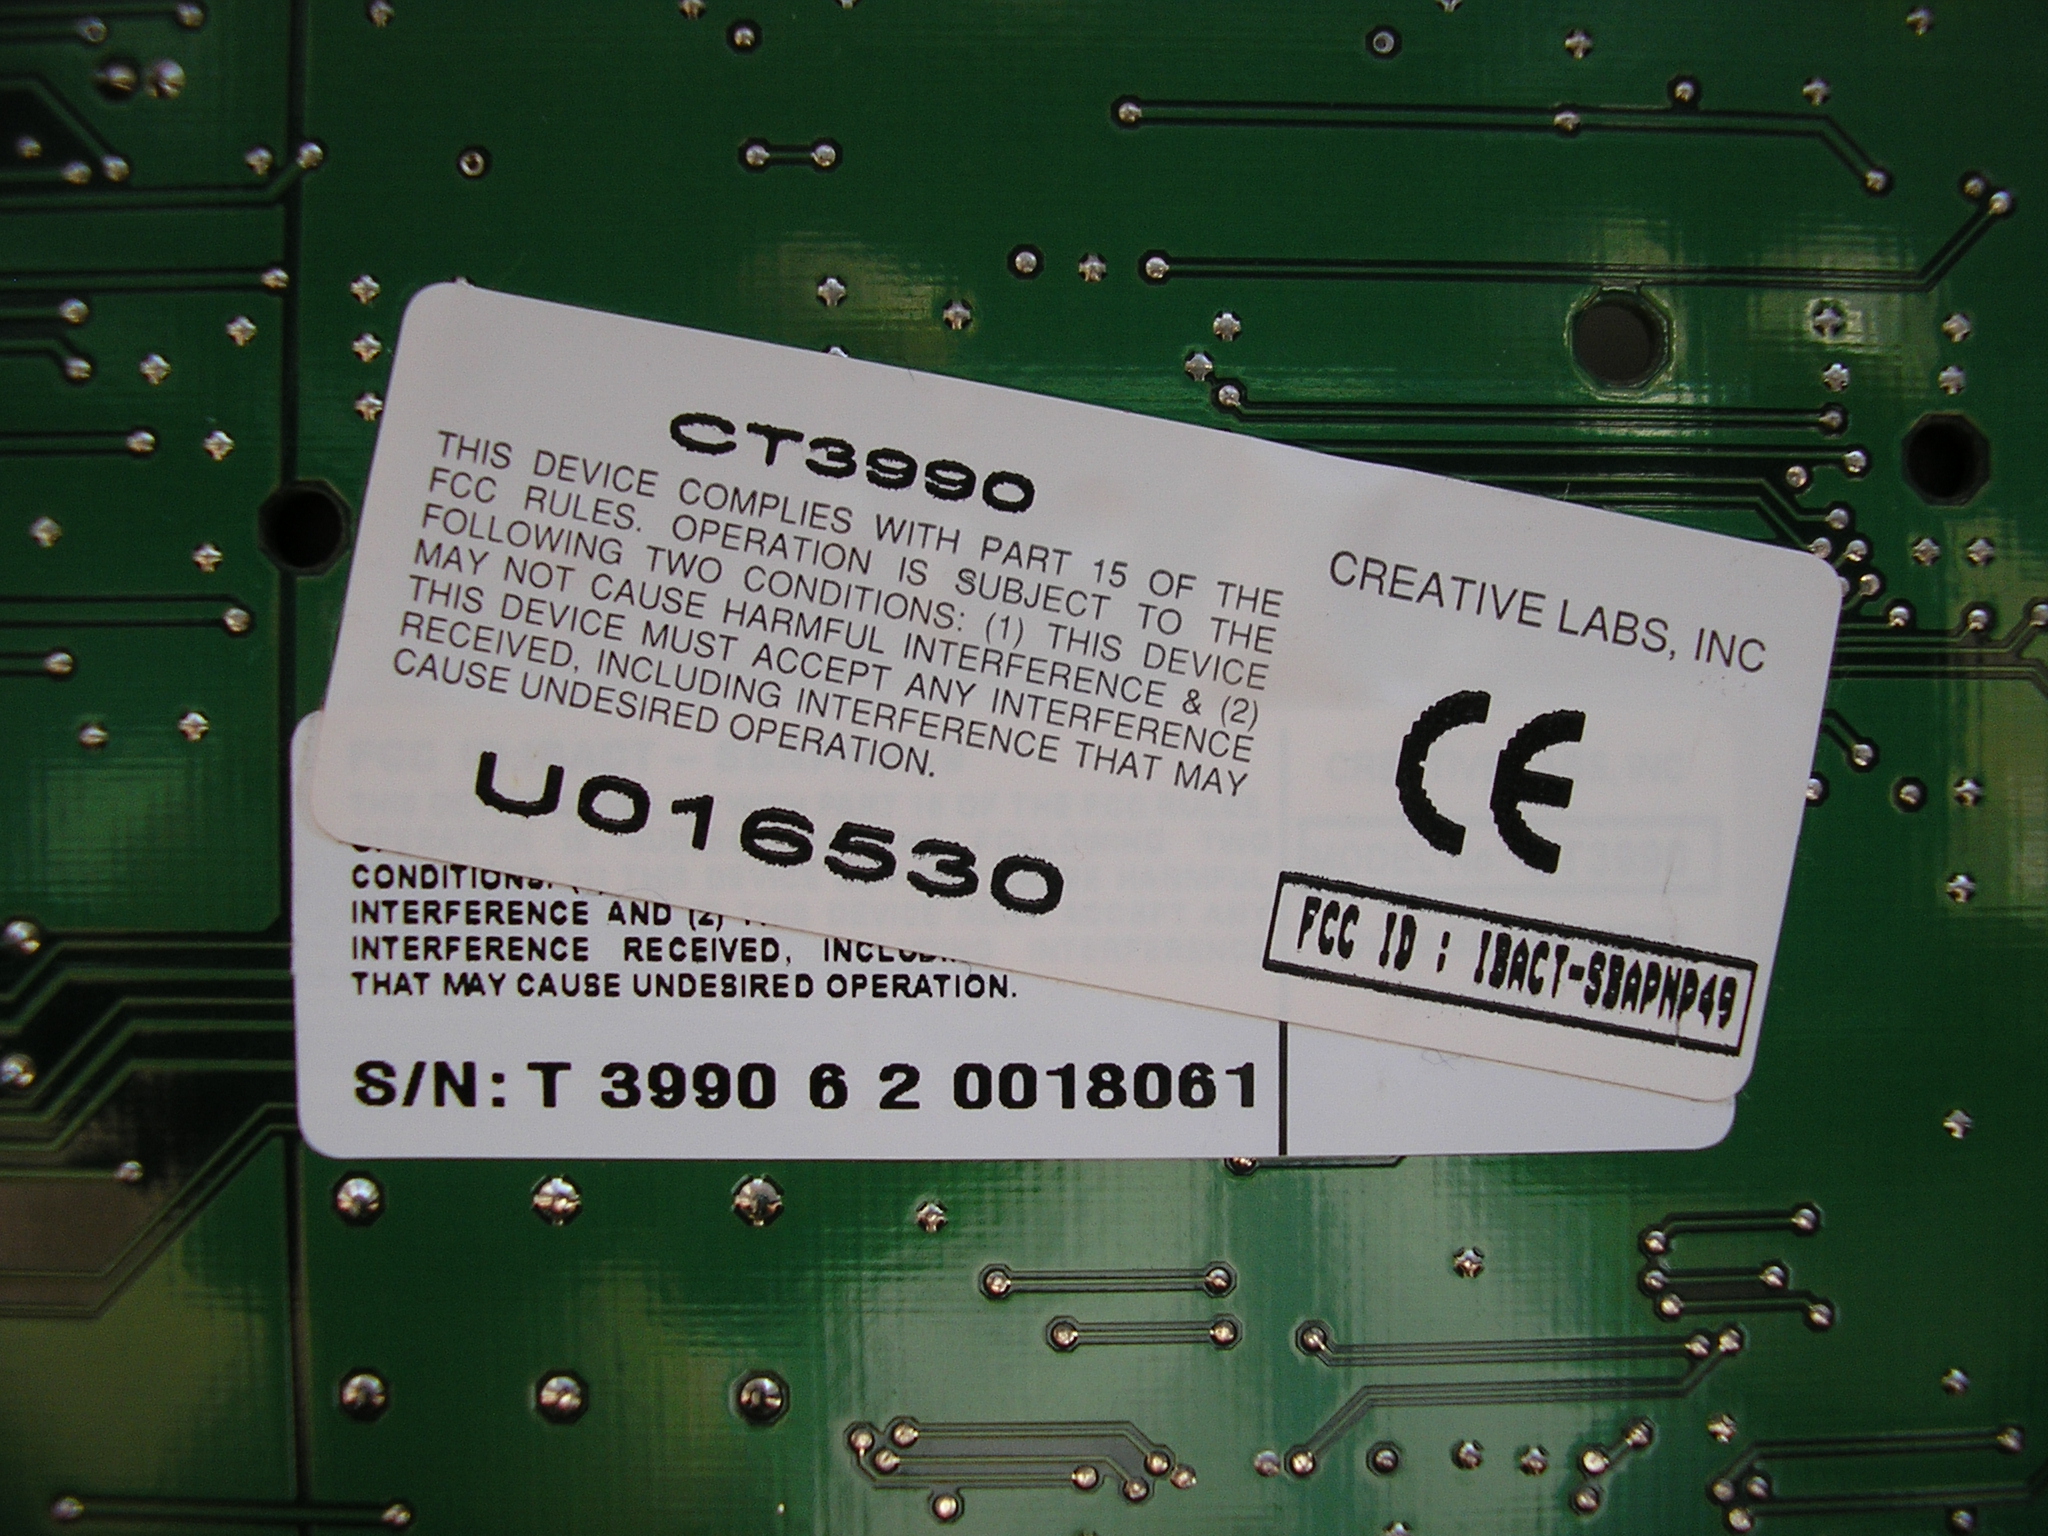 CT3990
THIS DEVICE COMPLIES WITH PART 15 OF THE
FCC RULES. OPERATION IS SUBJECT TO THE
FOLLOWING TWO CONDITIONS: (1) THIS DEVICE
MAY NOT CAUSE HARMFUL INTERFERENCE & (2)
THIS DEVICE MUST ACCEPT ANY INTERFERENCE
RECEIVED, INCLUDING INTERFERENCE THAT MAY
CAUSE UNDESIRED OPERATION.
U016530
CREATIVE LABS, INC
CE
FCC ID : IBACT-SBAPNP49
CONDITIONS:
INTERFERENCE AND (2)
INTERFERENCE RECEIVED,
THAT MAY CAUSE UNDESIRED OPERATION.
S/N: T 3990 6 2 0018061